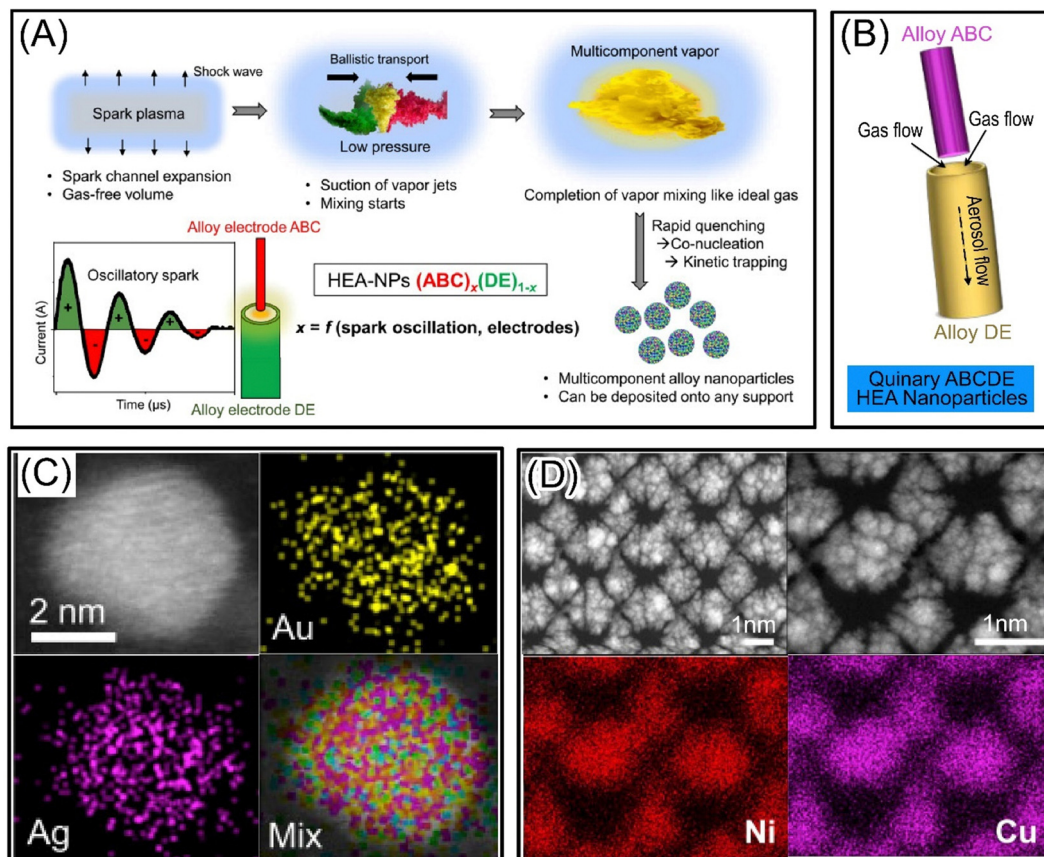 (A)
Shock wave
Spark plasma
• Spark channel expansion
• Gas-free volume
Ballistic transport
Low pressure
• Suction of vapor jets
• Mixing starts
Multicomponent vapor
Completion of vapor mixing like ideal gas
Rapid quenching
→Co-nucleation
→ Kinetic trapping
• Multicomponent alloy nanoparticles
• Can be deposited onto any support
Alloy electrode ABC
Oscillatory spark
+
+
+
-
-
-
Current (A)
Time (μs)
Alloy electrode DE
HEA-NPs (ABC)x(DE)1-x
x = f (spark oscillation, electrodes)
(B)
Alloy ABC
Gas flow
Gas flow
Aerosol flow
Alloy DE
Quinary ABCDE
HEA Nanoparticles
(C)
2 nm
Au
Ag
Mix
(D)
1nm
1nm
Ni
Cu